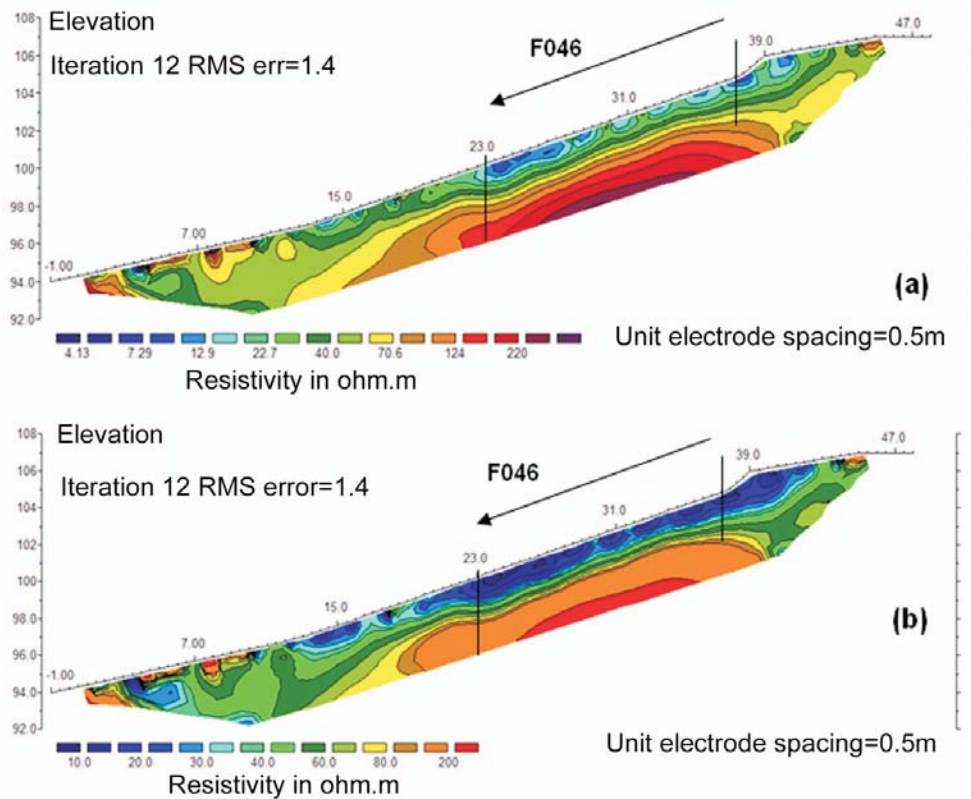 108
Elevation
47.0
106
Iteration 12 RMS err=1.4
F046
39.0
104
31.0
102
23.0
100
15.0
98.0
7.00
96.0
-1.00
94.0
(a)
92.0
Unit electrode spacing=0.5m
4.13 7.29 12.9 22.7 40.0 70.6 124 220
Resistivity in ohm.m
108
Elevation
47.0
106
F046
39.0
Iteration 12 RMS error=1.4
104
31.0
102
23.0
100
15.0
98.0
(b)
7.00
96.0
-1.00
94.0
92.0
Unit electrode spacing=0.5m
10.0 20.0 30.0 40.0 60.0 80.0 200
Resistivity in ohm.m